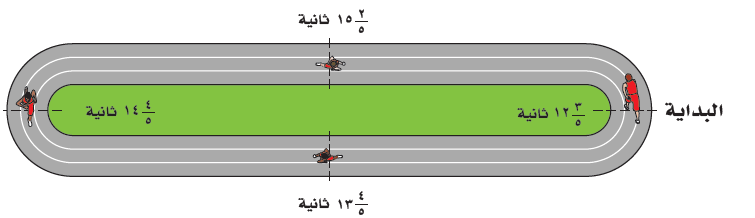 ١٥ ٢/٥ ثانية
البداية
١٢ ٣/٥ ثانية
١٤ ٤/٥ ثانية
١٣ ٤/٥ ثانية